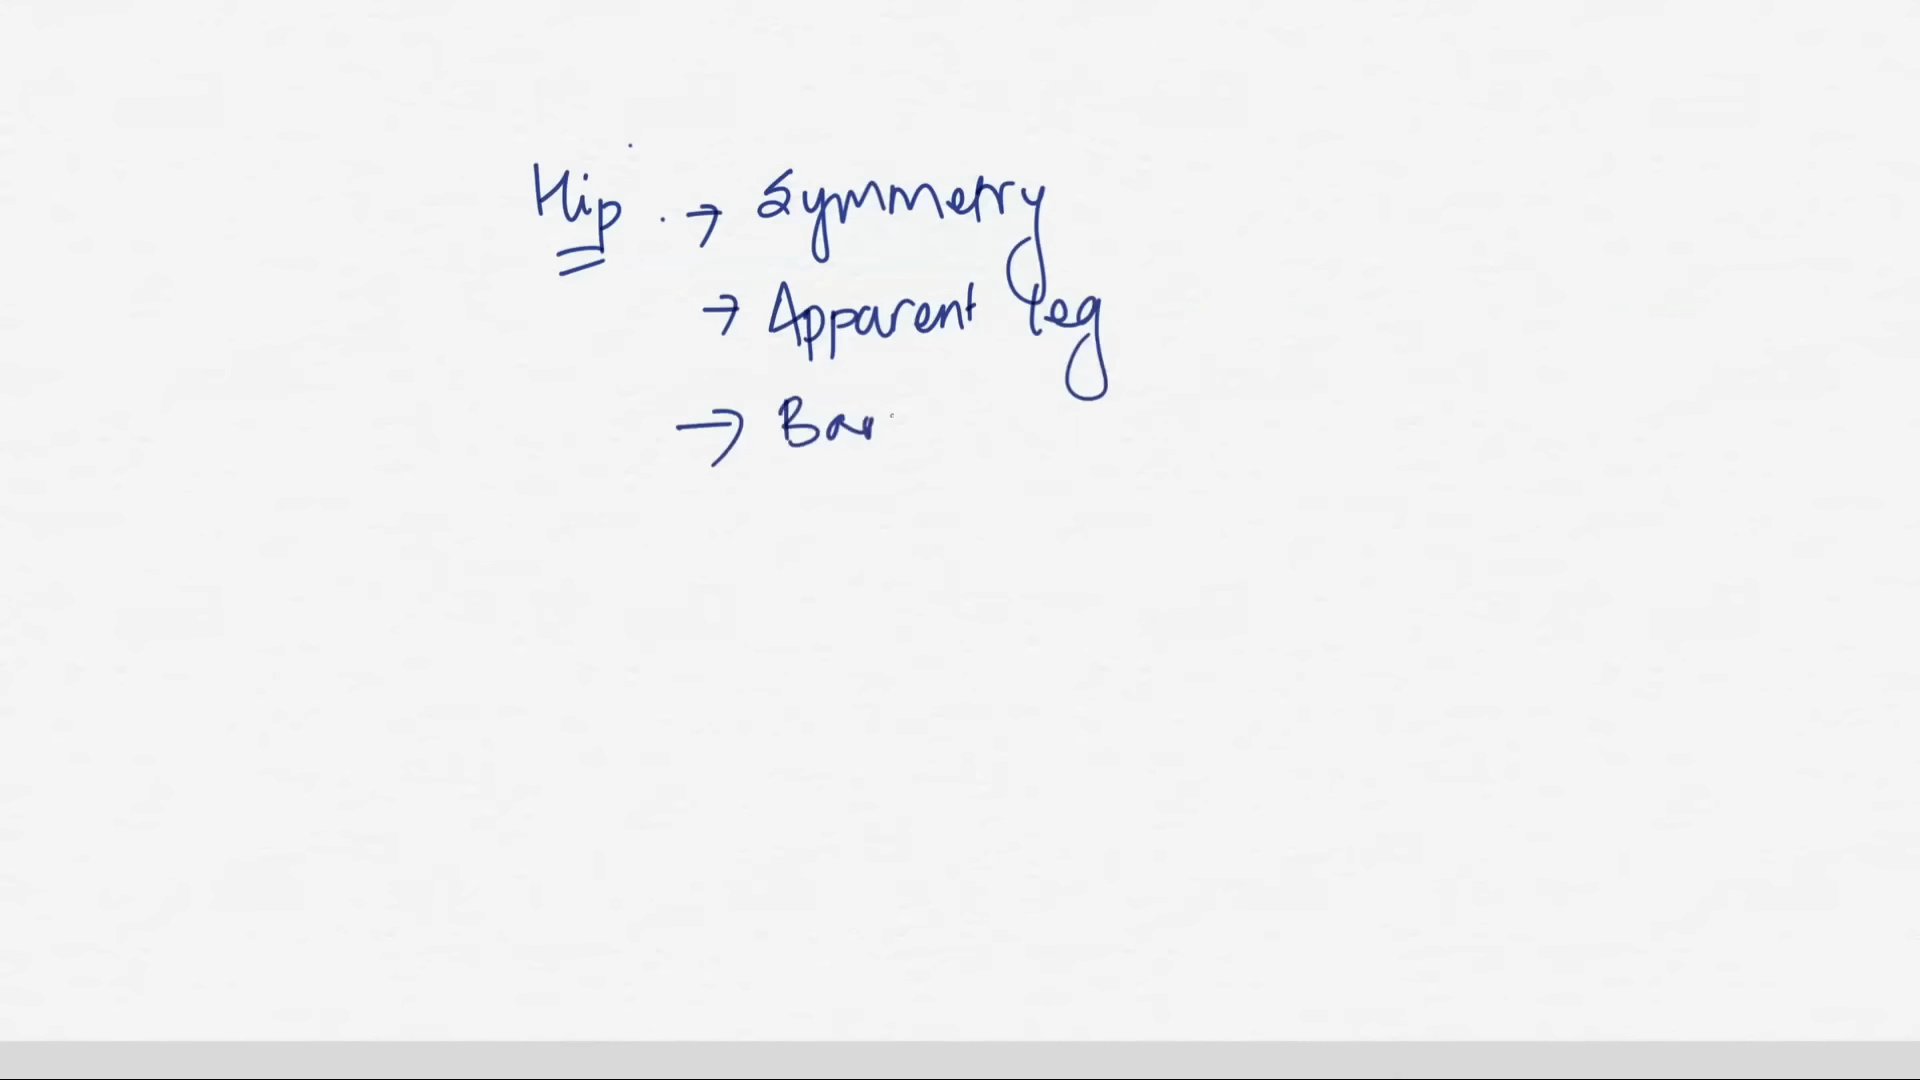 Hip → Symmetry
→ Apparent leg
→ Bar